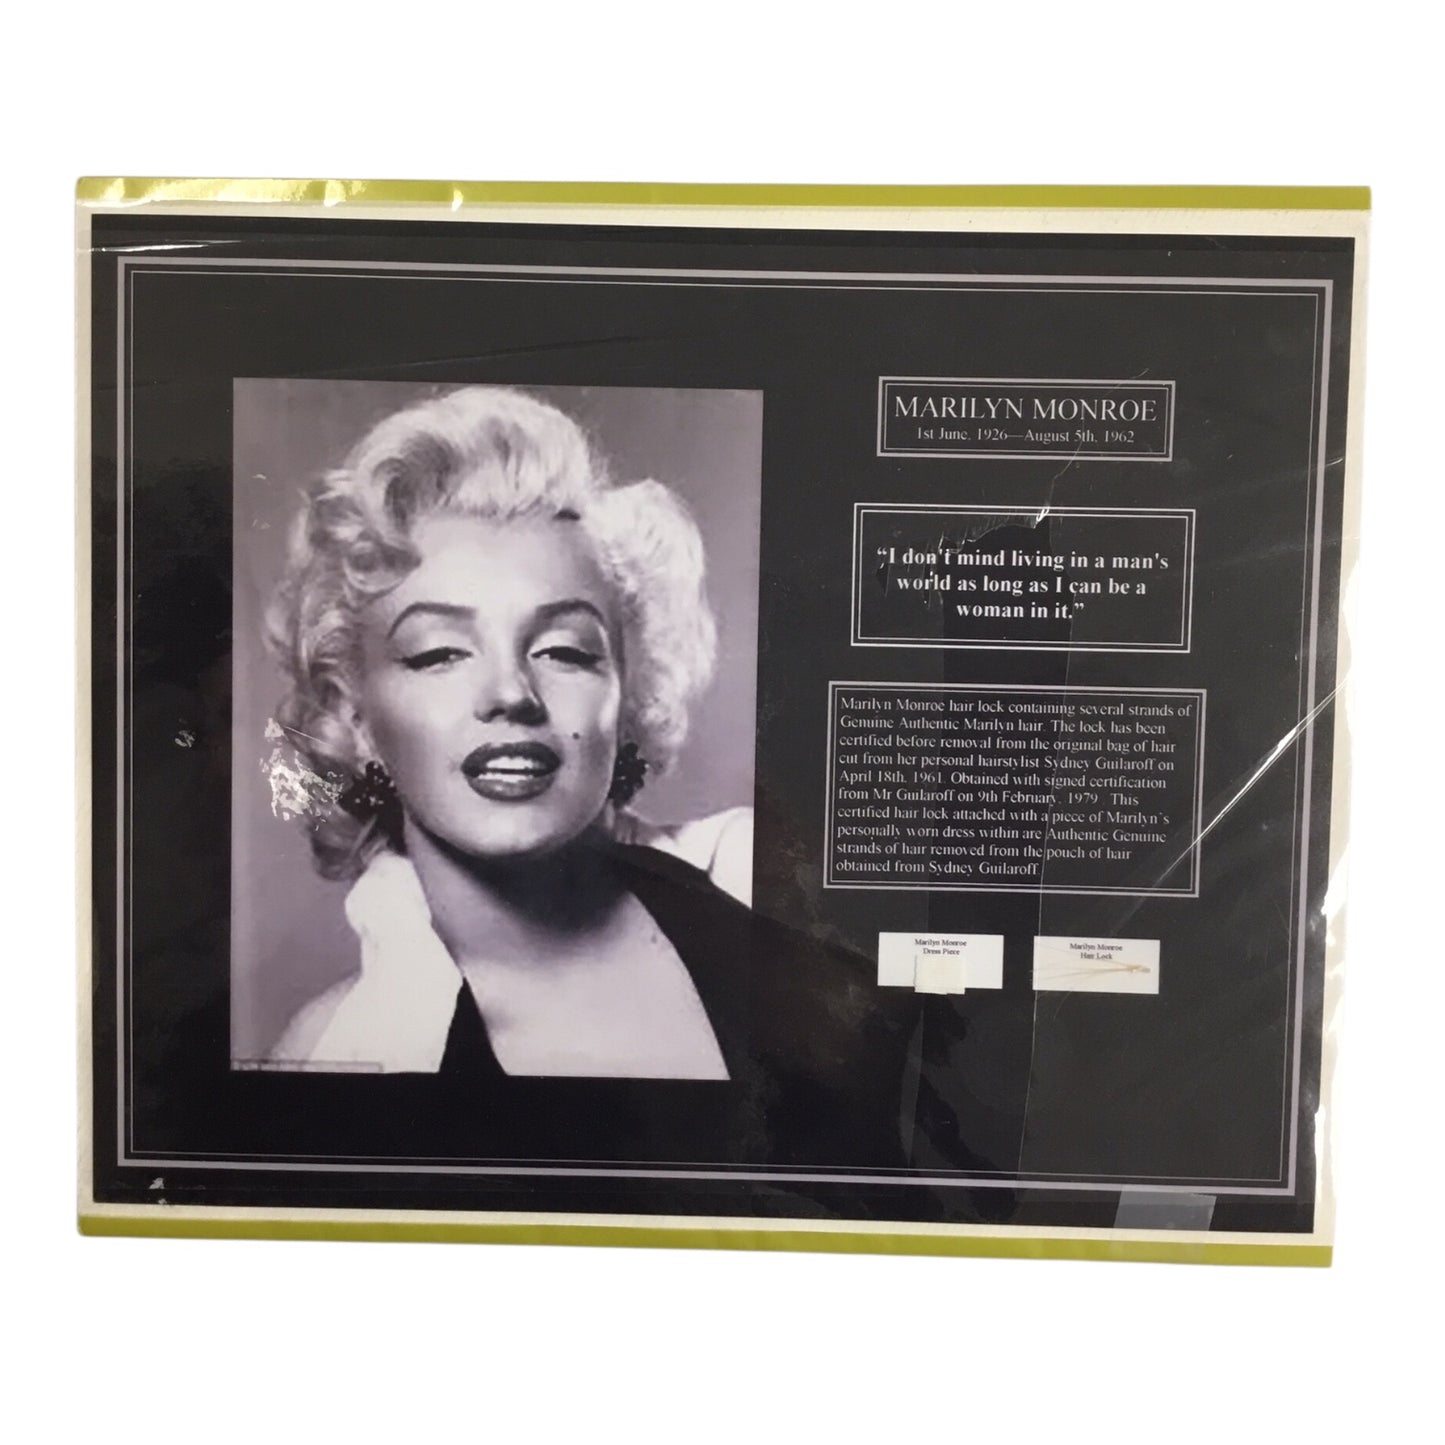 MARILYN MONROE
1st June, 1926—August 5th, 1962
“I don't mind living in a man's
world as long as I can be a
woman in it.”
Marilyn Monroe hair lock containing several strands of
Genuine Authentic Marilyn hair. The lock has been
certified before removal from the original bag of hair
cut from her personal hairstylist Sydney Guilaroff on
April 18th, 1961. Obtained with signed certification
from Mr Guilaroff on 9th February, 1979. This
certified hair lock attached with a piece of Marilyn's
personally worn dress within are Authentic Genuine
strands of hair removed from the pouch of hair
obtained from Sydney Guilaroff.
Marilyn Monroe
Dress Piece
Marilyn Monroe
Hair Lock